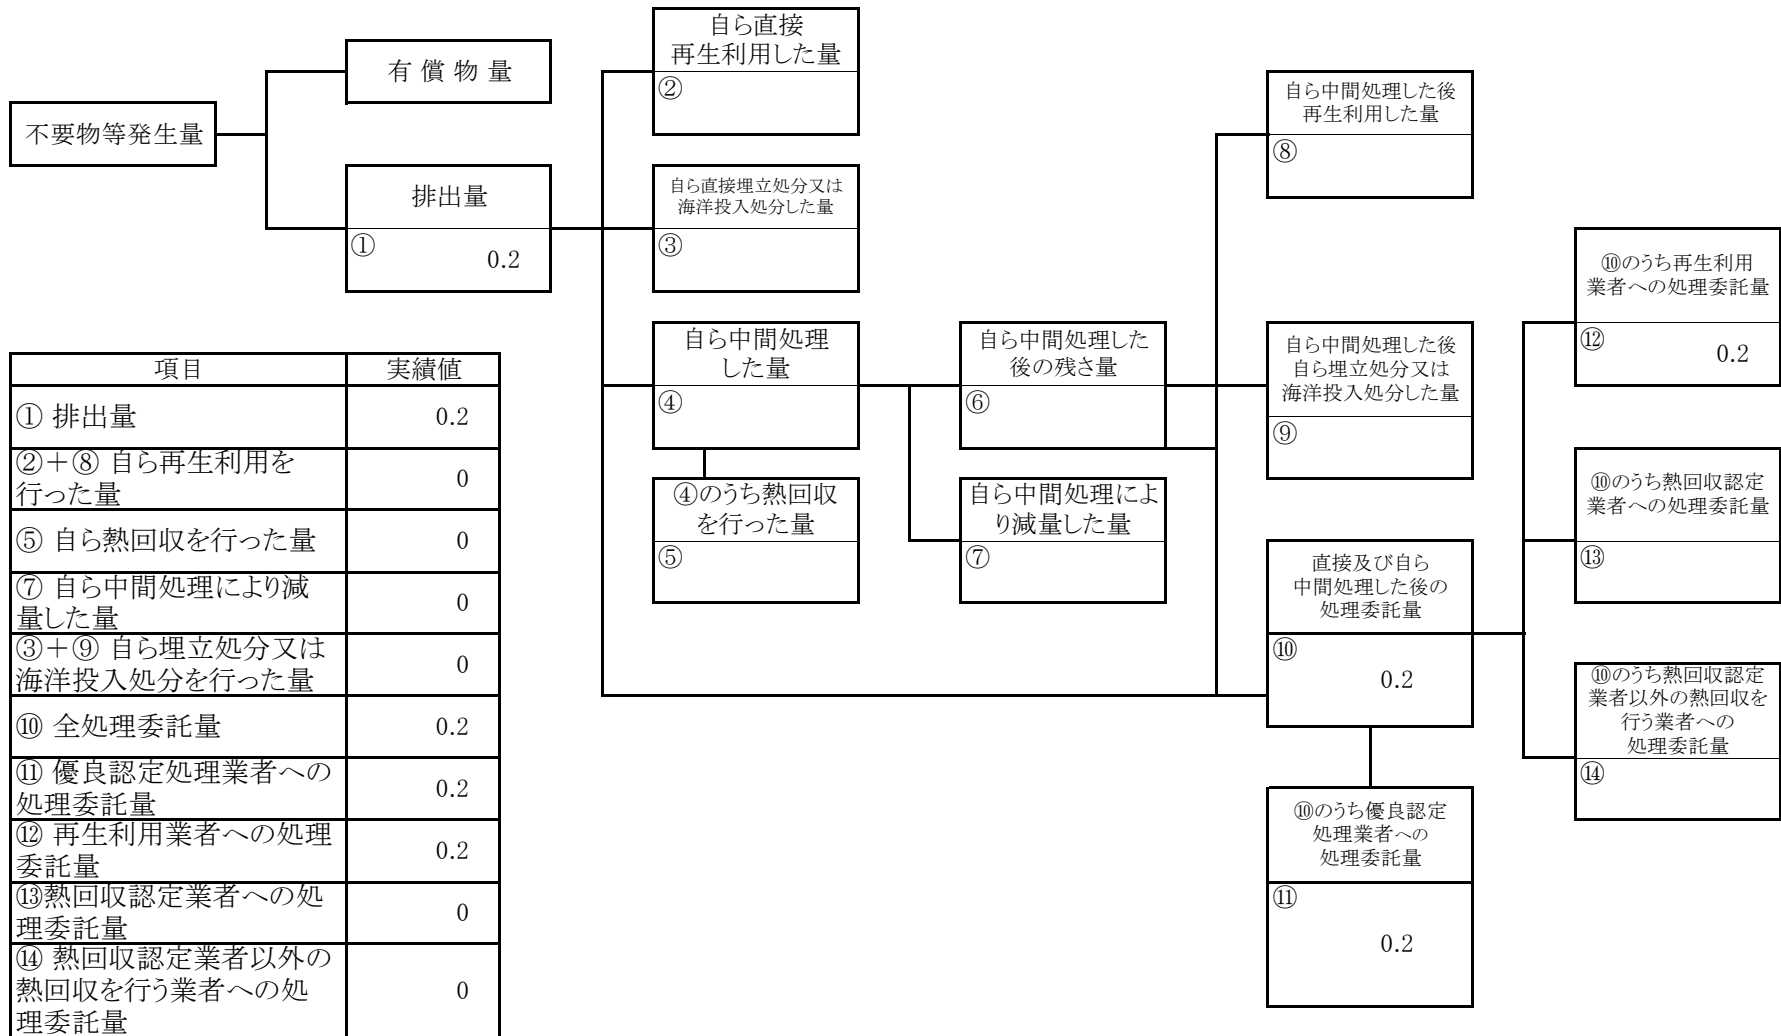 自ら直接
再生利用した量
②
有 償 物 量
不要物等発生量
自ら中間処理した後
再生利用した量
⑧
排出量
①
0.2
自ら直接埋立処分又は
海洋投入処分した量
③
⑩のうち再生利用
業者への処理委託量
⑫
0.2
自ら中間処理
した量
④
自ら中間処理した
後の残さ量
⑥
自ら中間処理した後
自ら埋立処分又は
海洋投入処分した量
⑨
④のうち熱回収
を行った量
⑤
自ら中間処理によ
り減量した量
⑦
⑩のうち熱回収認定
業者への処理委託量
⑬
直接及び自ら
中間処理した後の
処理委託量
⑩
0.2
⑩のうち熱回収認定
業者以外の熱回収を
行う業者への
処理委託量
⑭
⑩のうち優良認定
処理業者への
処理委託量
⑪
0.2
項目 実績値
① 排出量 0.2
②＋⑧ 自ら再生利用を
行った量 0
⑤ 自ら熱回収を行った量 0
⑦ 自ら中間処理により減
量した量 0
③＋⑨ 自ら埋立処分又は
海洋投入処分を行った量 0
⑩ 全処理委託量 0.2
⑪ 優良認定処理業者への
処理委託量 0.2
⑫ 再生利用業者への処理
委託量 0.2
⑬熱回収認定業者への処
理委託量 0
⑭ 熱回収認定業者以外の
熱回収を行う業者への処
理委託量 0